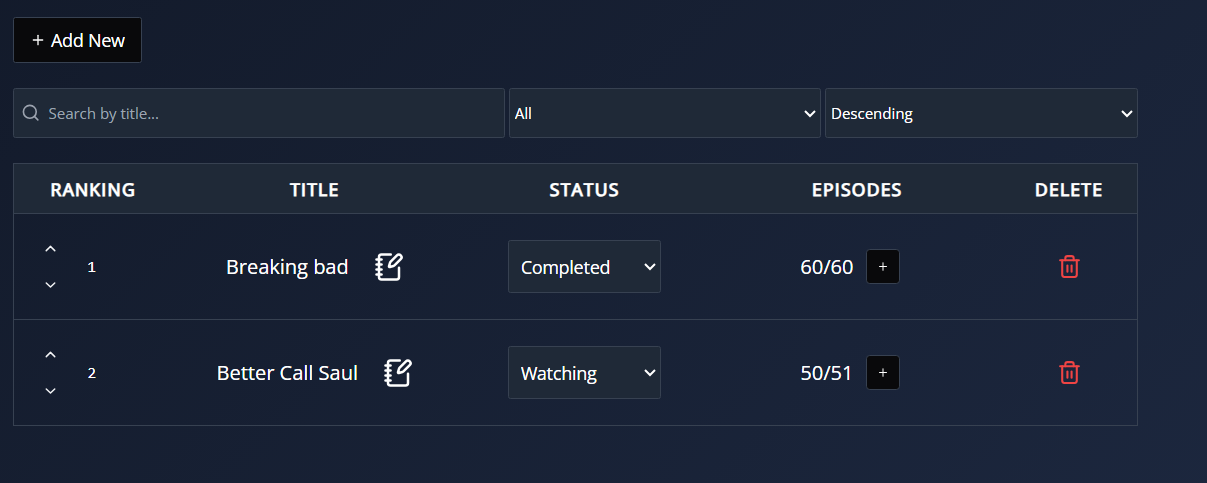 + Add New
Search by title...
All
Descending
RANKING TITLE STATUS EPISODES DELETE
1 Breaking bad Completed 60/60 +
2 Better Call Saul Watching 50/51 +